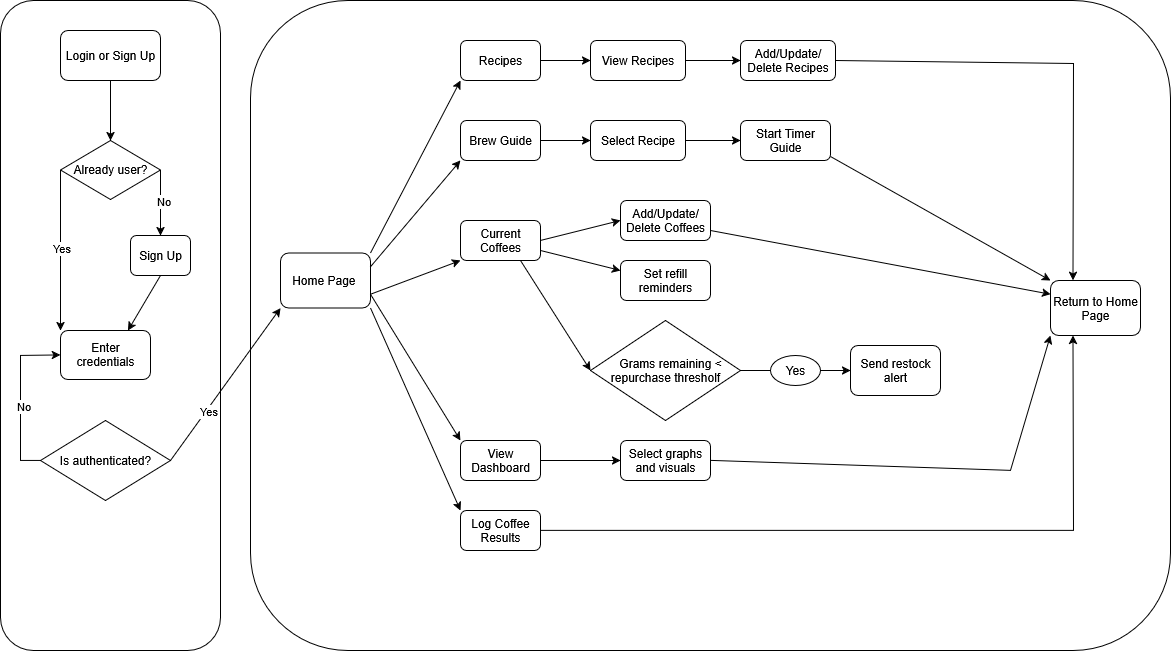 Login or Sign Up
Already user?
No
Yes
Sign Up
Enter
credentials
No
Is authenticated?
Yes
Home Page
Recipes
View Recipes
Add/Update/
Delete Recipes
Brew Guide
Select Recipe
Start Timer
Guide
Current
Coffees
Add/Update/
Delete Coffees
Set refill
reminders
Grams remaining <
repurchase thresholf
Yes
Send restock
alert
View
Dashboard
Select graphs
and visuals
Log Coffee
Results
Return to Home
Page